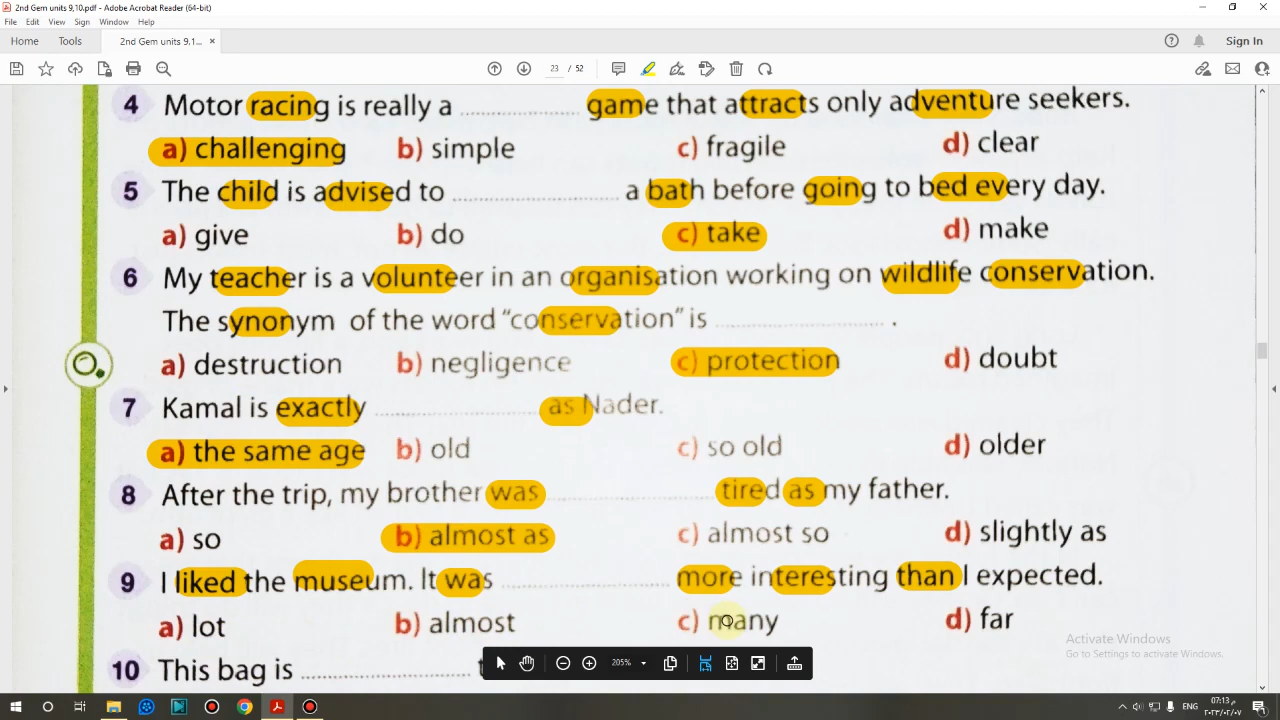 2nd Gem units 9,10.pdf - Adobe Acrobat Reader (64-bit)
File Edit View Sign Window Help
Home Tools 2nd Gem units 9.1... × Sign In
23 / 52
4 Motor racing is really a .................... game that attracts only adventure seekers.
a) challenging b) simple c) fragile d) clear
5 The child is advised to .................... a bath before going to bed every day.
a) give b) do c) take d) make
6 My teacher is a volunteer in an organisation working on wildlife conservation.
The synonym of the word "conservation" is .................... .
a) destruction b) negligence c) protection d) doubt
7 Kamal is exactly .................... as Nader.
a) the same age b) old c) so old d) older
8 After the trip, my brother was .................... tired as my father.
a) so b) almost as c) almost so d) slightly as
9 I liked the museum. It was .................... more interesting than I expected.
a) lot b) almost c) many d) far
Activate Windows
Go to Settings to activate Windows.
205%
10 This bag is ....................
ENG 07:13 م
٢٠٢٣/٠٢/٠٧